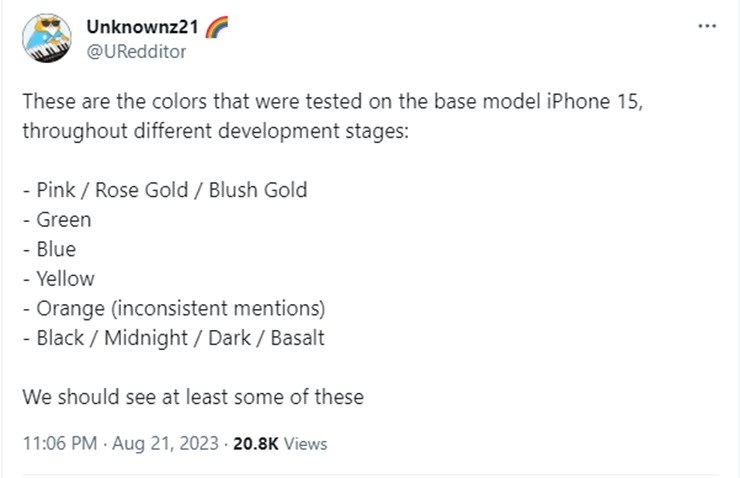 Unknownz21 🌈
@URedditor
These are the colors that were tested on the base model iPhone 15,
throughout different development stages:
- Pink / Rose Gold / Blush Gold
- Green
- Blue
- Yellow
- Orange (inconsistent mentions)
- Black / Midnight / Dark / Basalt
We should see at least some of these
11:06 PM · Aug 21, 2023 · 20.8K Views